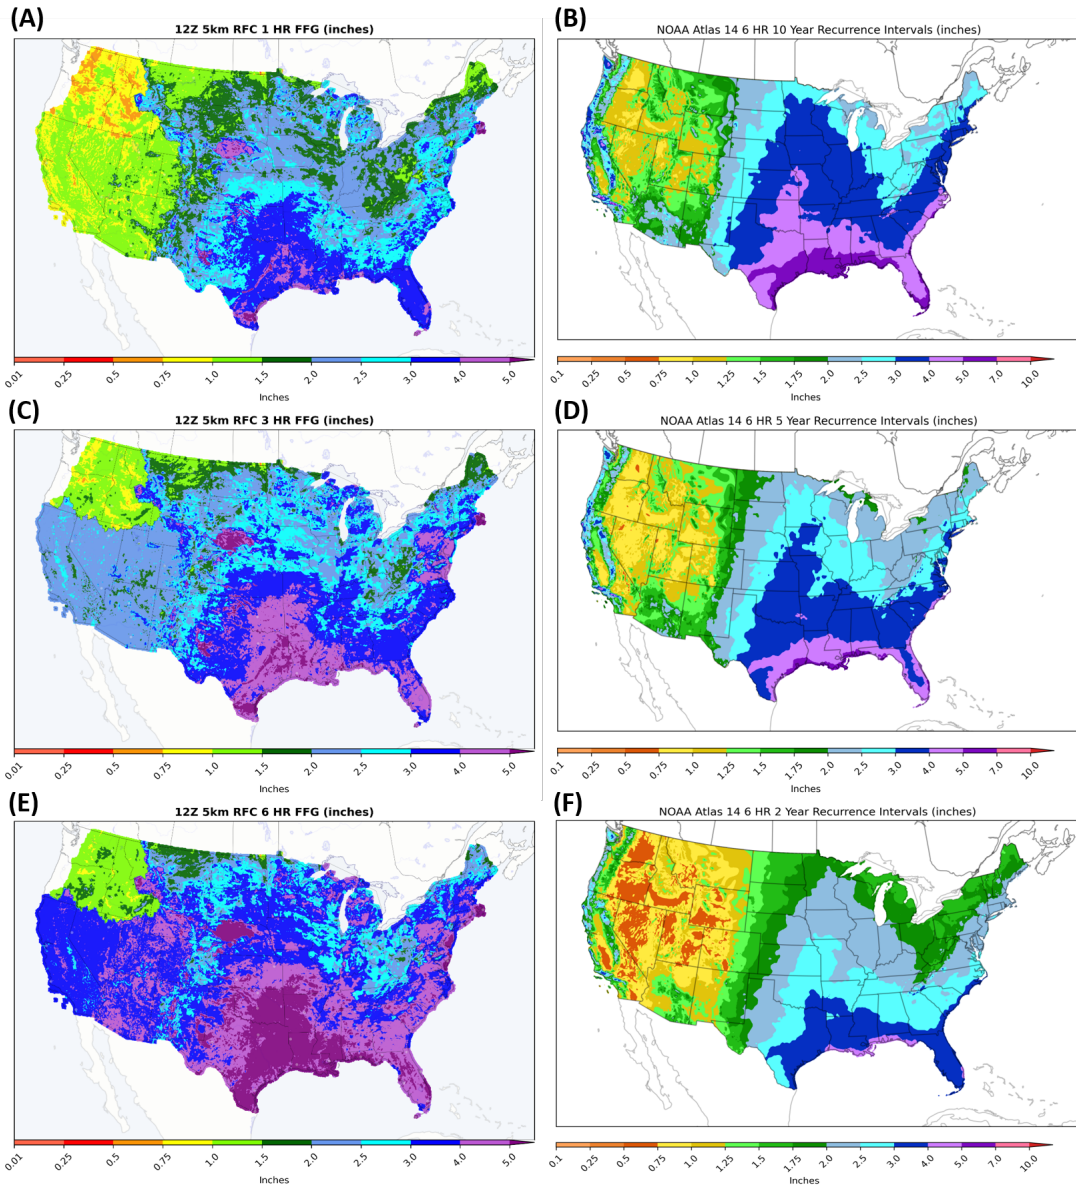 (A)
12Z 5km RFC 1 HR FFG (inches)
0.01 0.25 0.5 0.75 1.0 1.5 2.0 2.5 3.0 4.0 5.0
Inches
(B)
NOAA Atlas 14 6 HR 10 Year Recurrence Intervals (inches)
0.1 0.25 0.5 0.75 1.0 1.25 1.5 1.75 2.0 2.5 3.0 4.0 5.0 7.0 10.0
Inches
(C)
12Z 5km RFC 3 HR FFG (inches)
0.01 0.25 0.5 0.75 1.0 1.5 2.0 2.5 3.0 4.0 5.0
Inches
(D)
NOAA Atlas 14 6 HR 5 Year Recurrence Intervals (inches)
0.1 0.25 0.5 0.75 1.0 1.25 1.5 1.75 2.0 2.5 3.0 4.0 5.0 7.0 10.0
Inches
(E)
12Z 5km RFC 6 HR FFG (inches)
0.01 0.25 0.5 0.75 1.0 1.5 2.0 2.5 3.0 4.0 5.0
Inches
(F)
NOAA Atlas 14 6 HR 2 Year Recurrence Intervals (inches)
0.1 0.25 0.5 0.75 1.0 1.25 1.5 1.75 2.0 2.5 3.0 4.0 5.0 7.0 10.0
Inches